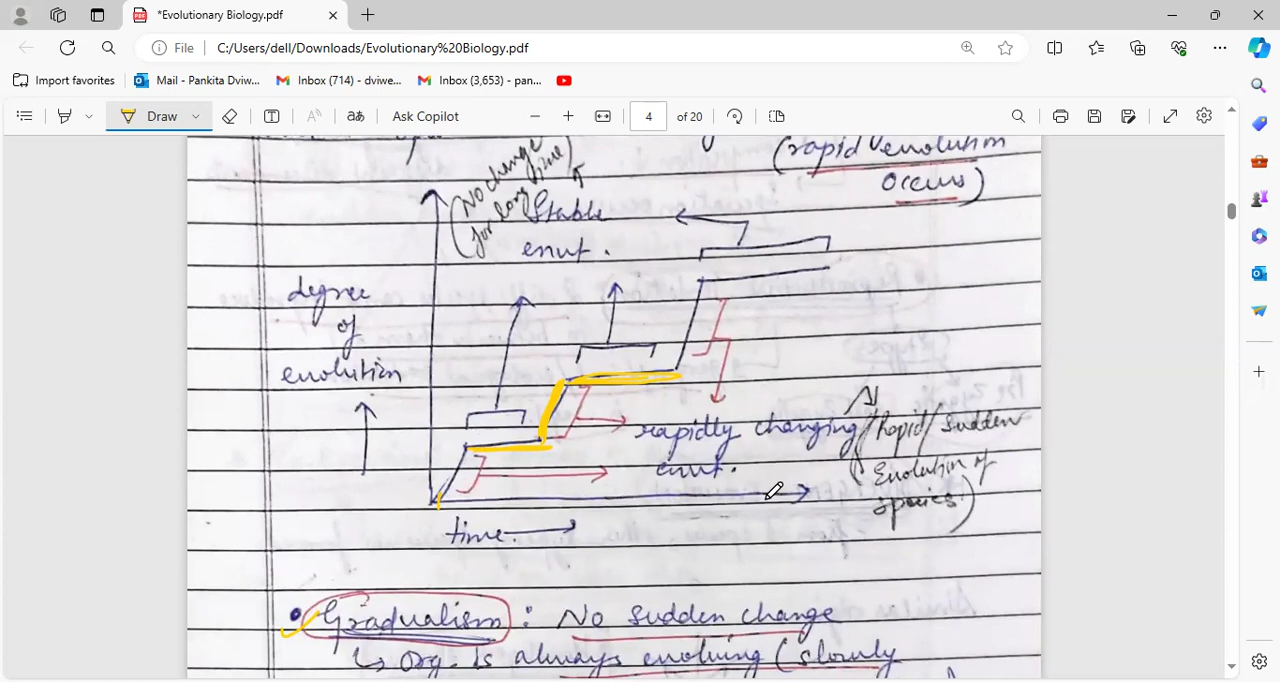 *Evolutionary Biology.pdf
File C:/Users/dell/Downloads/Evolutionary%20Biology.pdf
Import favorites Mail - Pankita Dviw... Inbox (714) - dviwe... Inbox (3,653) - pan...
Draw Ask Copilot 4 of 20
(rapid evolution
occurs)
(No change
for long time)
Stable
envt.
degree
of
evolution
rapidly changing
envt.
(Rapid/Sudden
Evolution of
species)
time
Gradualism : No sudden change
org. is always evolving (slowly